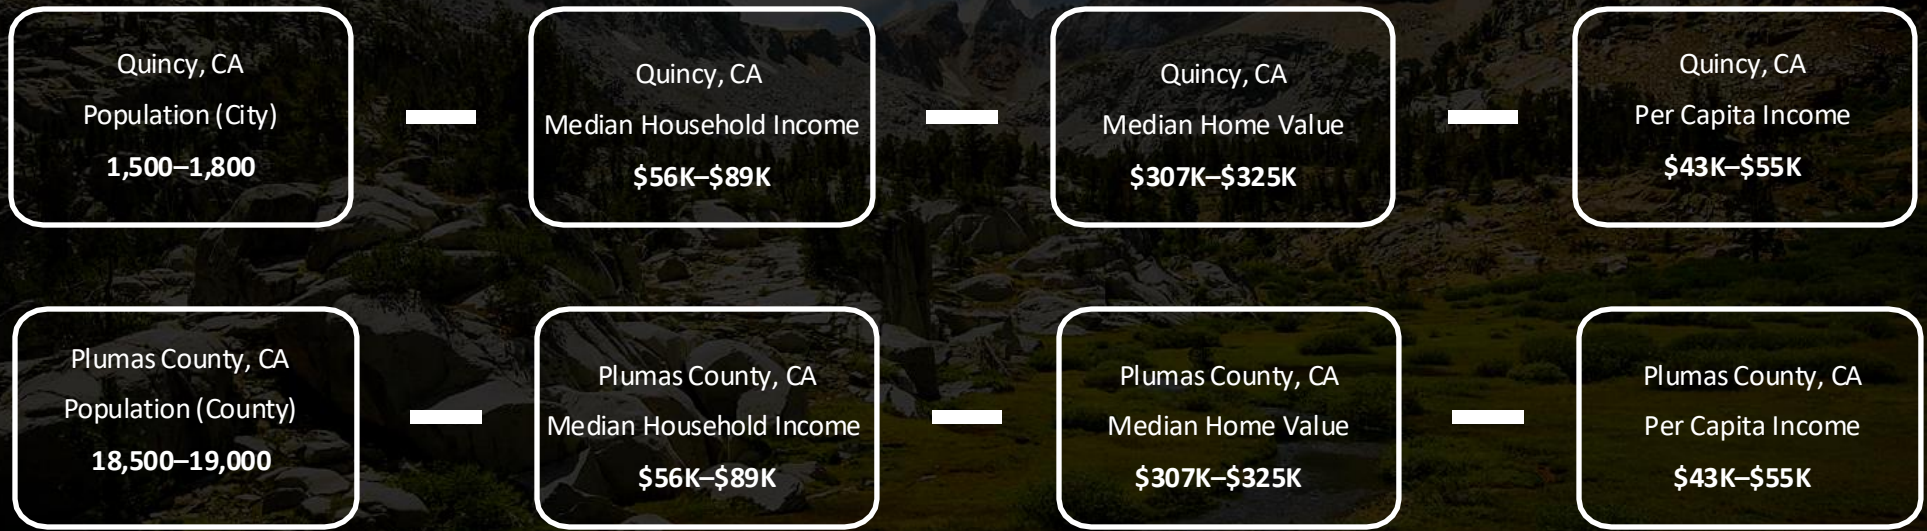 Quincy, CA
Population (City)
1,500–1,800
Quincy, CA
Median Household Income
$56K–$89K
Quincy, CA
Median Home Value
$307K–$325K
Quincy, CA
Per Capita Income
$43K–$55K
Plumas County, CA
Population (County)
18,500–19,000
Plumas County, CA
Median Household Income
$56K–$89K
Plumas County, CA
Median Home Value
$307K–$325K
Plumas County, CA
Per Capita Income
$43K–$55K